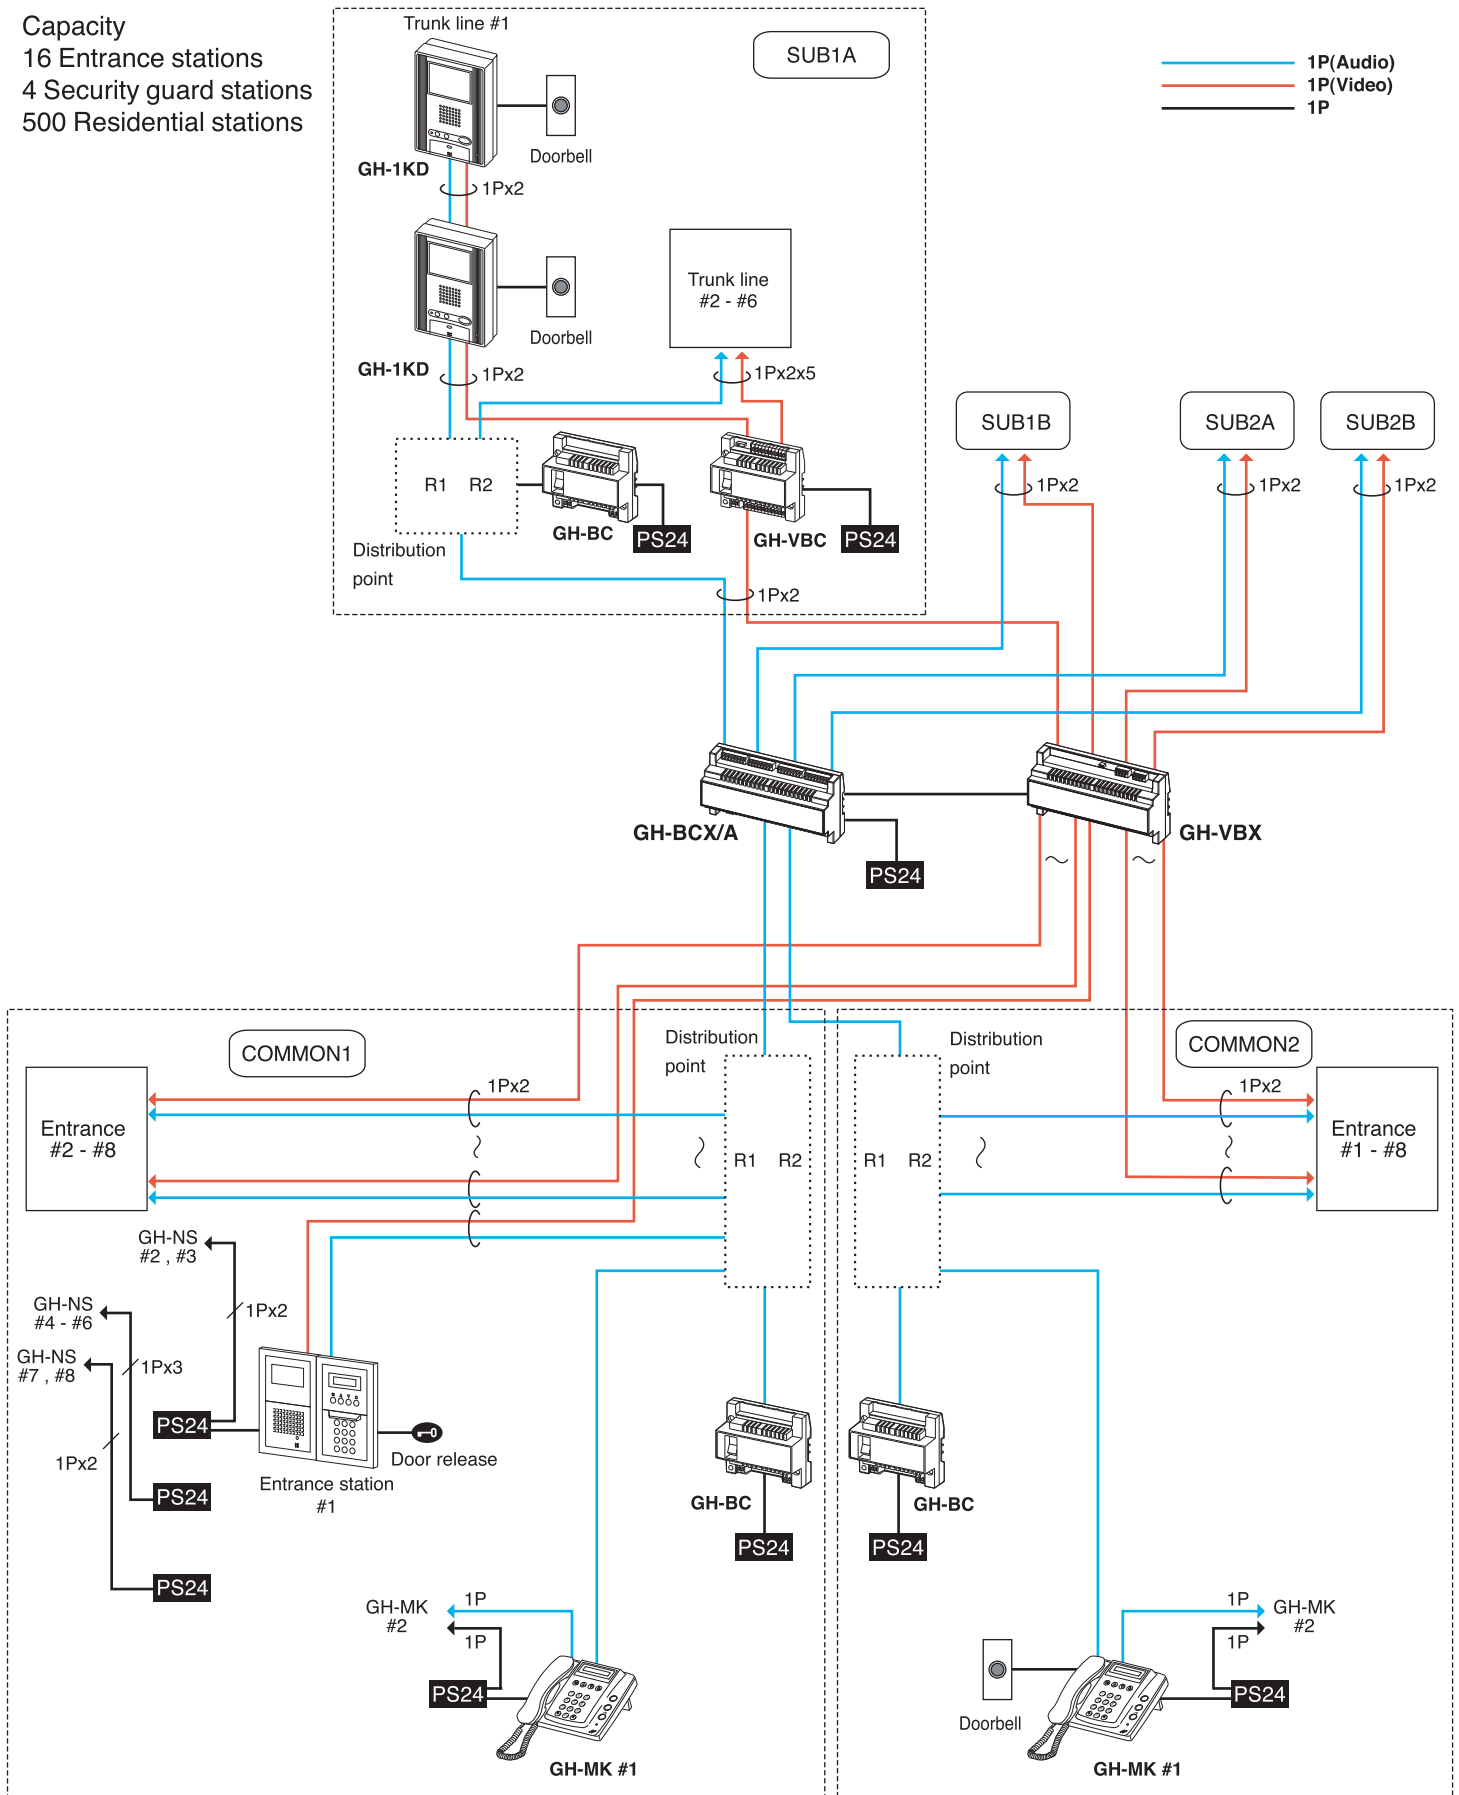 Capacity
16 Entrance stations
4 Security guard stations
500 Residential stations
Trunk line #1
SUB1A
1P(Audio)
1P(Video)
1P
Doorbell
GH-1KD
1Px2
Trunk line
#2 - #6
Doorbell
GH-1KD
1Px2
1Px2x5
SUB1B
SUB2A
SUB2B
R1 R2
1Px2
1Px2
1Px2
GH-BC
PS24
GH-VBC
PS24
Distribution
point
1Px2
GH-BCX/A
GH-VBX
PS24
COMMON1
Distribution
point
Distribution
point
COMMON2
1Px2
1Px2
Entrance
#2 - #8
R1 R2
R1 R2
Entrance
#1 - #8
GH-NS
#2 , #3
GH-NS
#4 - #6
1Px2
GH-NS
#7 , #8
1Px3
PS24
1Px2
Door release
Entrance station
#1
PS24
GH-BC
GH-BC
PS24
PS24
PS24
GH-MK
#2
1P
1P
PS24
GH-MK #1
1P
GH-MK
#2
1P
PS24
Doorbell
GH-MK #1